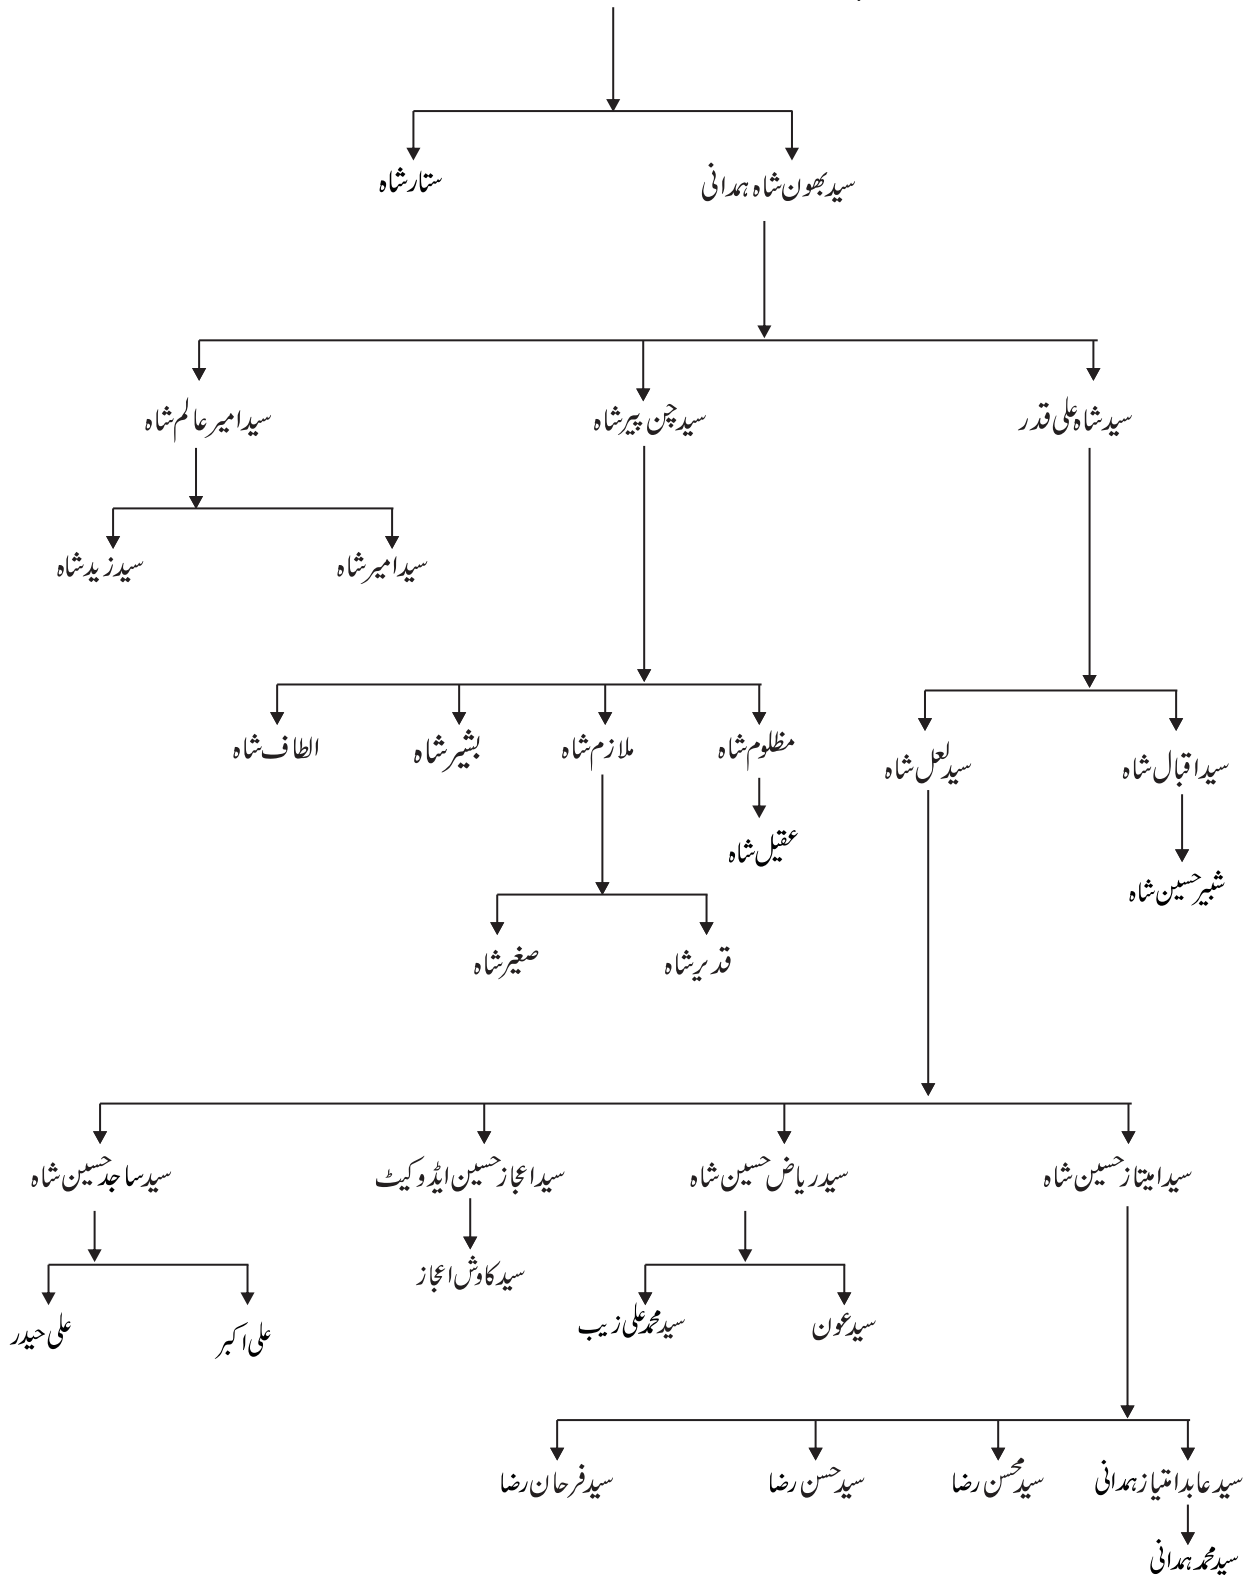 سید بھون شاہ ہمدانی
ستار شاہ
سید شاہ علی قدر
سید چن پیر شاہ
سید امیر عالم شاہ
سید امیر شاہ
سید زید شاہ
سید اقبال شاہ
سید لعل شاہ
مظلوم شاہ
ملازم شاہ
بشیر شاہ
الطاف شاہ
عقیل شاہ
شبیر حسین شاہ
قدیر شاہ
صغیر شاہ
سید امیتاز حسین شاہ
سید ریاض حسین شاہ
سید اعجاز حسین ایڈوکیٹ
سید ساجد حسین شاہ
سید کاوش اعجاز
سید عون
سید محمد علی زیب
علی اکبر
علی حیدر
سید عابد امتیاز ہمدانی
سید محسن رضا
سید حسن رضا
سید فرحان رضا
سید محمد ہمدانی